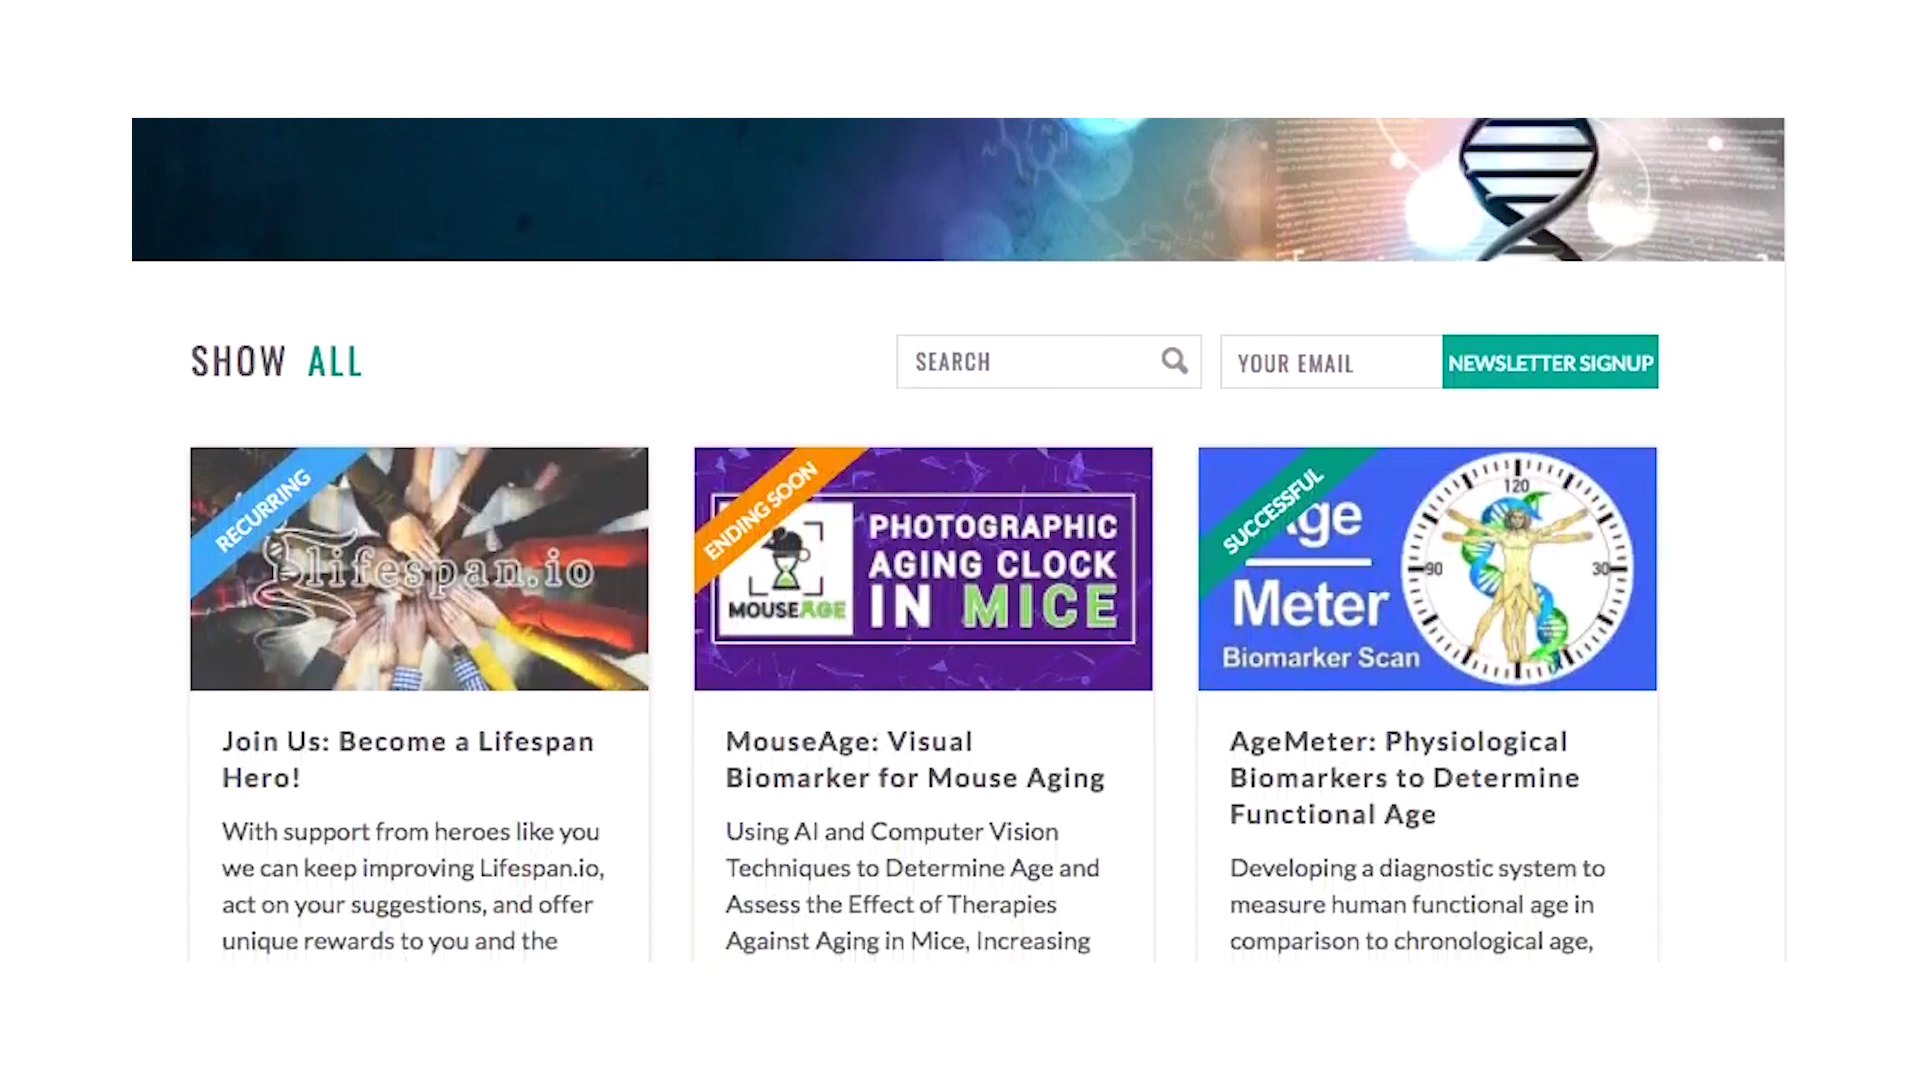 SHOW ALL
SEARCH
YOUR EMAIL
NEWSLETTER SIGNUP
RECURRING
lifespan.io
Join Us: Become a Lifespan
Hero!
With support from heroes like you
we can keep improving Lifespan.io,
act on your suggestions, and offer
unique rewards to you and the
ENDING SOON
MOUSEAGE
PHOTOGRAPHIC
AGING CLOCK
IN MICE
MouseAge: Visual
Biomarker for Mouse Aging
Using AI and Computer Vision
Techniques to Determine Age and
Assess the Effect of Therapies
Against Aging in Mice, Increasing
SUCCESSFUL
Age
Meter
Biomarker Scan
120
90
30
AgeMeter: Physiological
Biomarkers to Determine
Functional Age
Developing a diagnostic system to
measure human functional age in
comparison to chronological age,